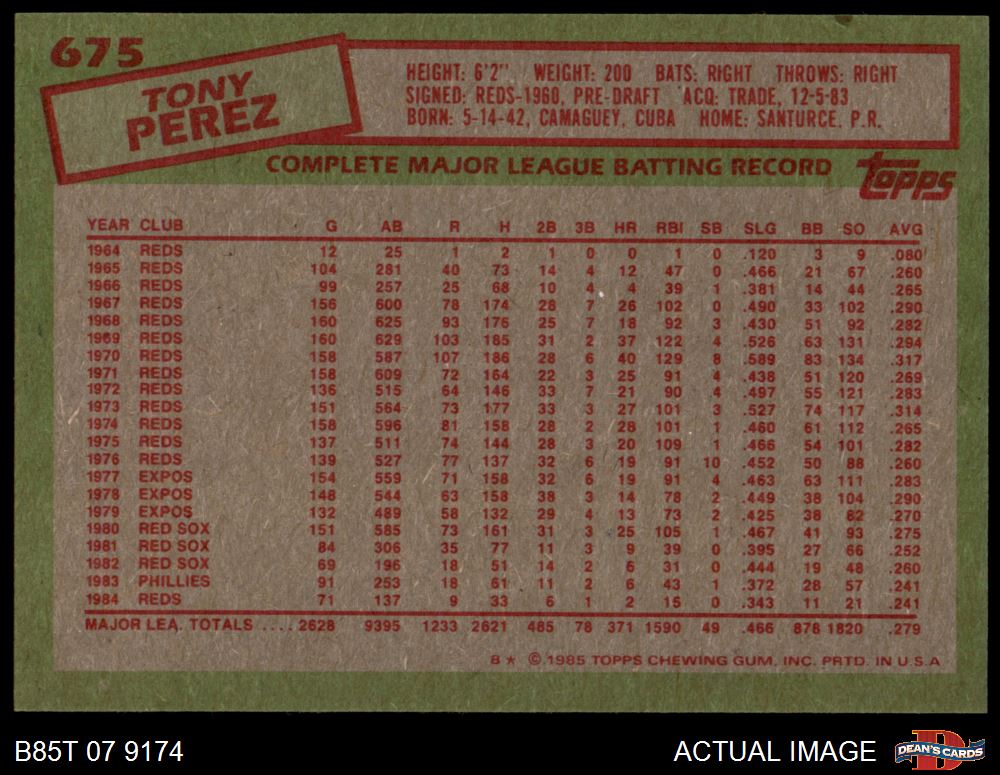 675
TONY
PEREZ
HEIGHT: 6'2" WEIGHT: 200 BATS: RIGHT THROWS: RIGHT
SIGNED: REDS-1960, PRE-DRAFT ACQ: TRADE, 12-5-83
BORN: 5-14-42, CAMAGUEY, CUBA HOME: SANTURCE, P.R.
COMPLETE MAJOR LEAGUE BATTING RECORD
topps
YEAR CLUB G AB R H 2B 3B HR RBI SB SLG BB SO AVG
1964 REDS 12 25 1 2 1 0 0 1 0 .120 3 9 .080
1965 REDS 104 281 40 73 14 4 12 47 0 .466 21 67 .260
1966 REDS 99 257 25 68 10 4 4 39 1 .381 14 44 .265
1967 REDS 156 600 78 174 28 7 26 102 0 .490 33 102 .290
1968 REDS 160 625 93 176 25 7 18 92 3 .430 51 92 .282
1969 REDS 160 629 103 185 31 2 37 122 4 .526 63 131 .294
1970 REDS 158 587 107 186 28 6 40 129 8 .589 83 134 .317
1971 REDS 158 609 72 164 22 3 25 91 4 .438 51 120 .269
1972 REDS 136 515 64 146 33 7 21 90 4 .497 55 121 .283
1973 REDS 151 564 73 177 33 3 27 101 3 .527 74 117 .314
1974 REDS 158 596 81 158 28 2 28 101 1 .460 61 112 .265
1975 REDS 137 511 74 144 28 3 20 109 1 .466 54 101 .282
1976 REDS 139 527 77 137 32 6 19 91 10 .452 50 88 .260
1977 EXPOS 154 559 71 158 32 6 19 91 4 .463 63 111 .283
1978 EXPOS 148 544 63 158 38 3 14 78 2 .449 38 104 .290
1979 EXPOS 132 489 58 132 29 4 13 73 2 .425 38 82 .270
1980 RED SOX 151 585 73 161 31 3 25 105 1 .467 41 93 .275
1981 RED SOX 84 306 35 77 11 3 9 39 0 .395 27 66 .252
1982 RED SOX 69 196 18 51 14 2 6 31 0 .444 19 48 .260
1983 PHILLIES 91 253 18 61 11 2 6 43 1 .372 28 57 .241
1984 REDS 71 137 9 33 6 1 2 15 0 .343 11 21 .241
MAJOR LEA. TOTALS .... 2628 9395 1233 2621 485 78 371 1590 49 .466 878 1820 .279
B★ © 1985 TOPPS CHEWING GUM, INC. PRTD. IN U.S.A
B85T 07 9174
ACTUAL IMAGE
D
DEAN'S CARDS